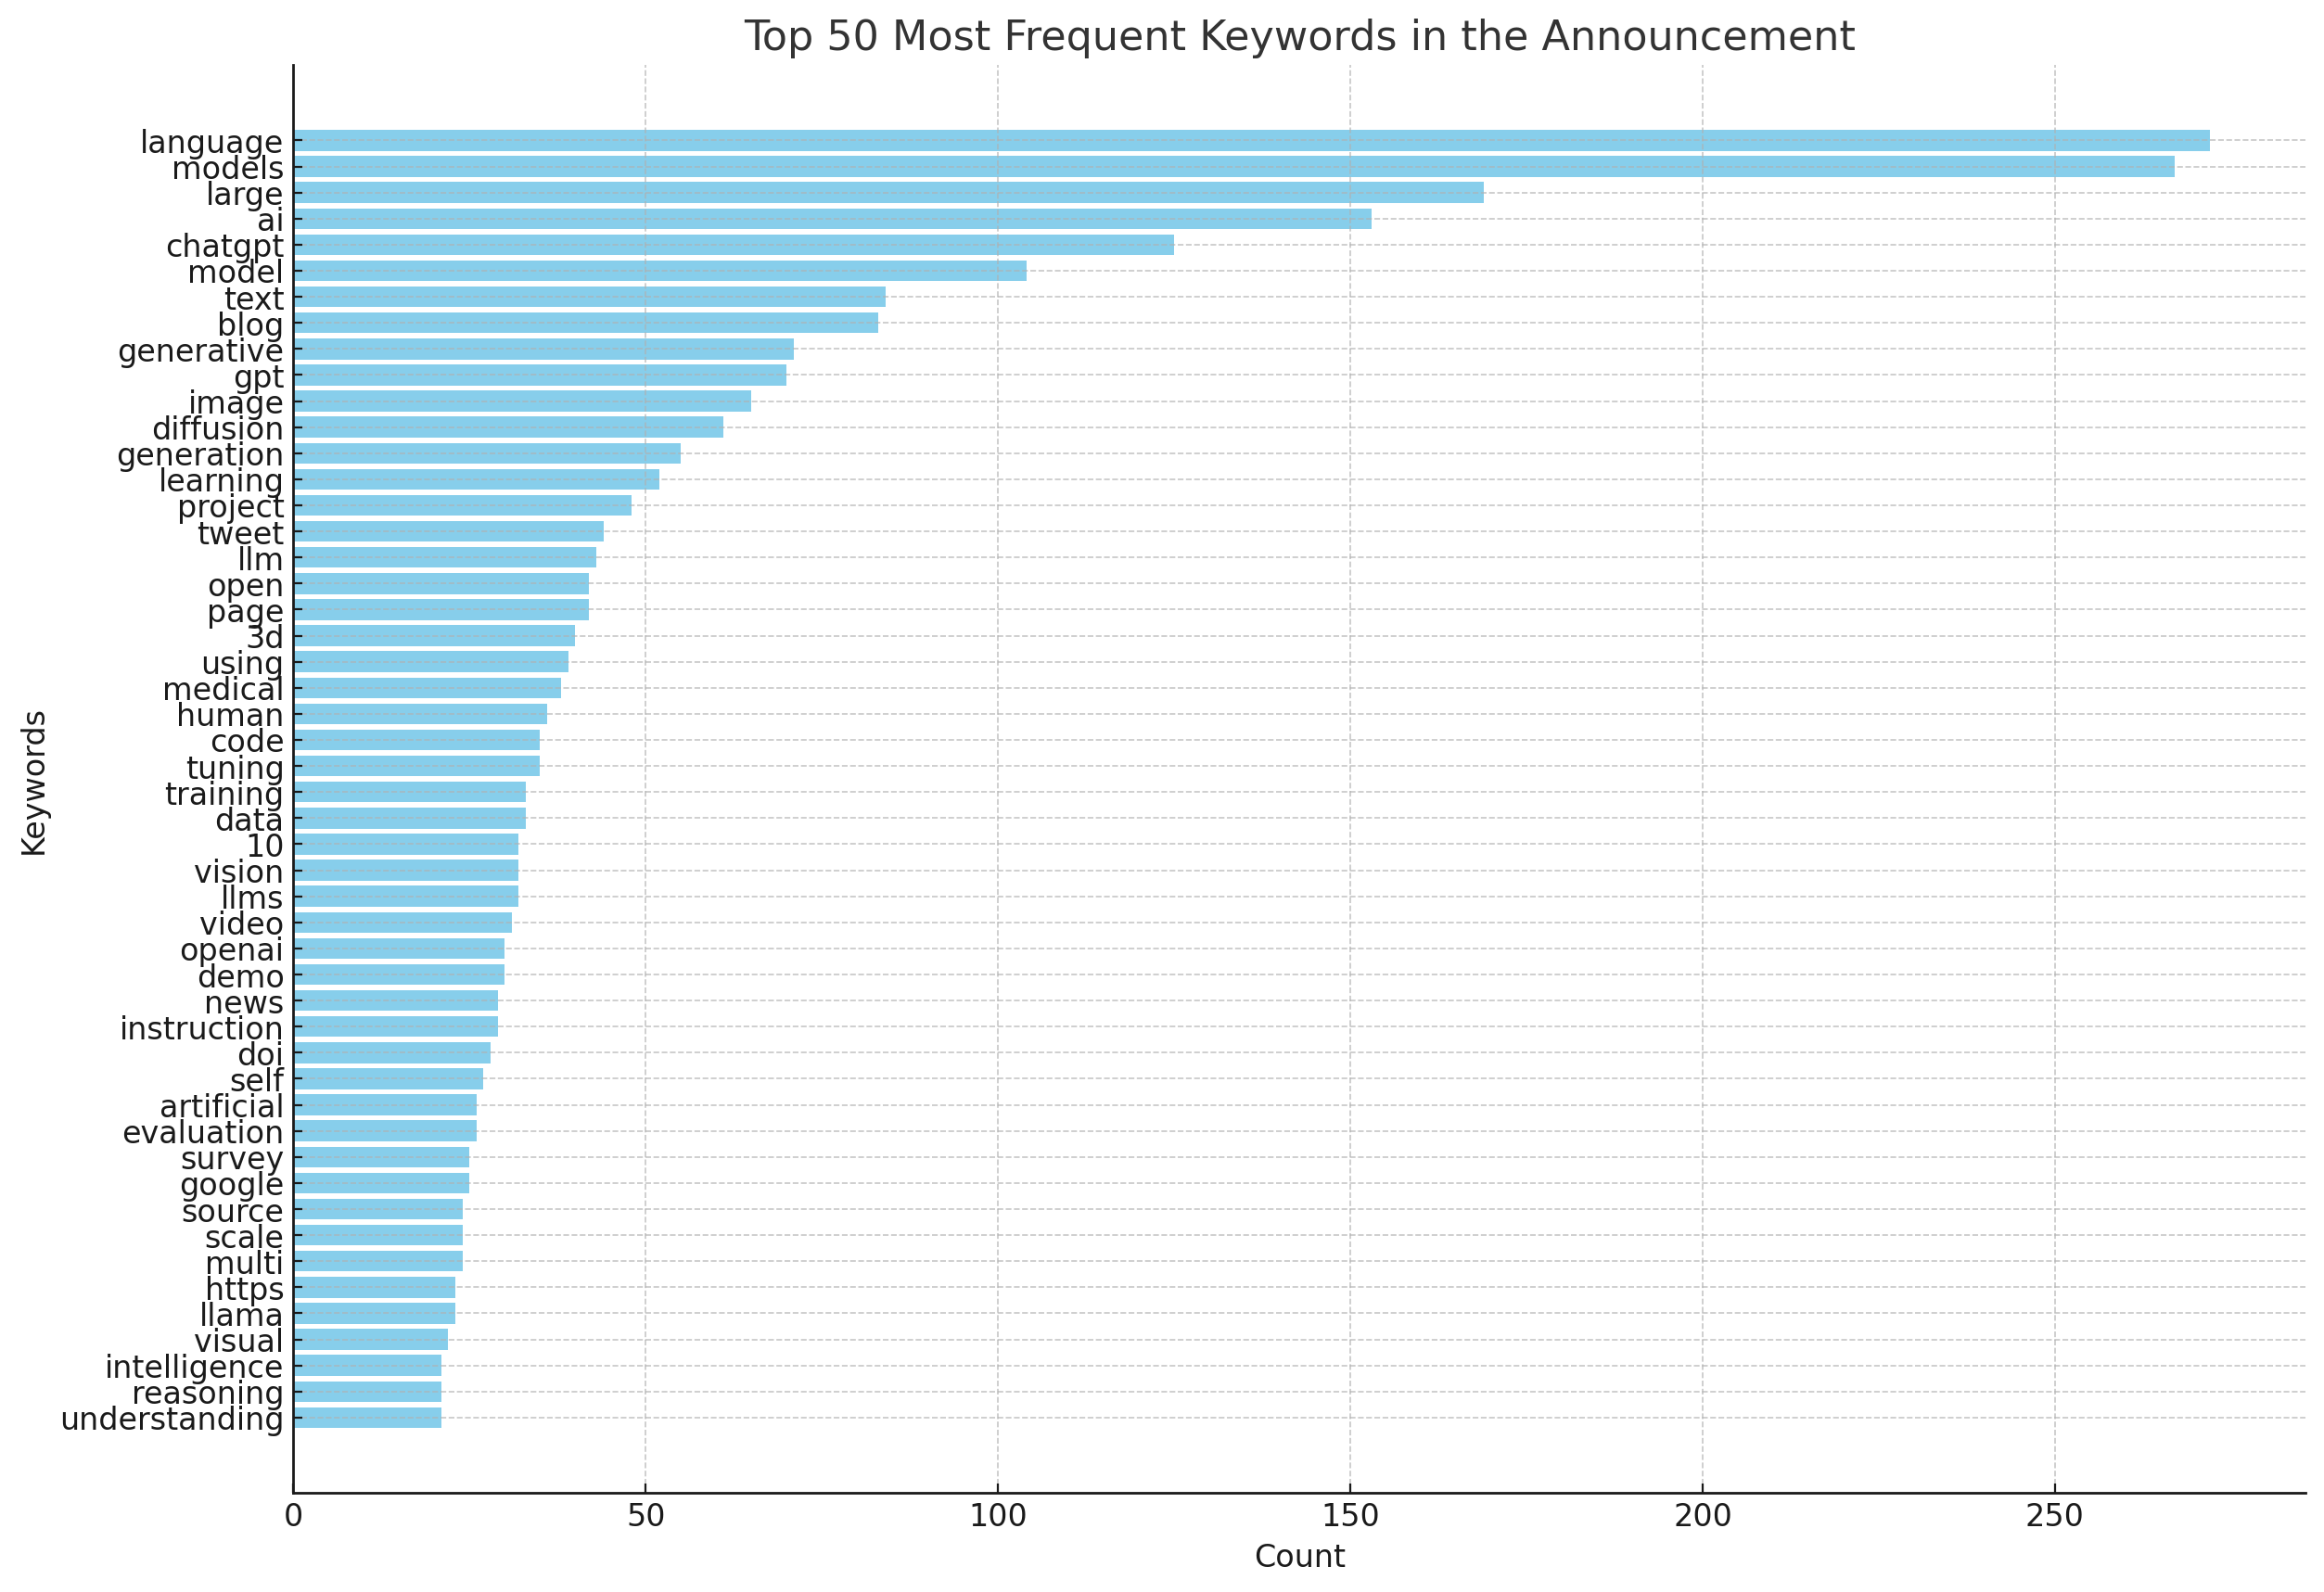 Top 50 Most Frequent Keywords in the Announcement
language
models
large
ai
chatgpt
model
text
blog
generative
gpt
image
diffusion
generation
learning
project
tweet
llm
open
page
3d
using
medical
human
code
tuning
training
data
10
vision
llms
video
openai
demo
news
instruction
doi
self
artificial
evaluation
survey
google
source
scale
multi
https
llama
visual
intelligence
reasoning
understanding
Keywords
0 50 100 150 200 250
Count